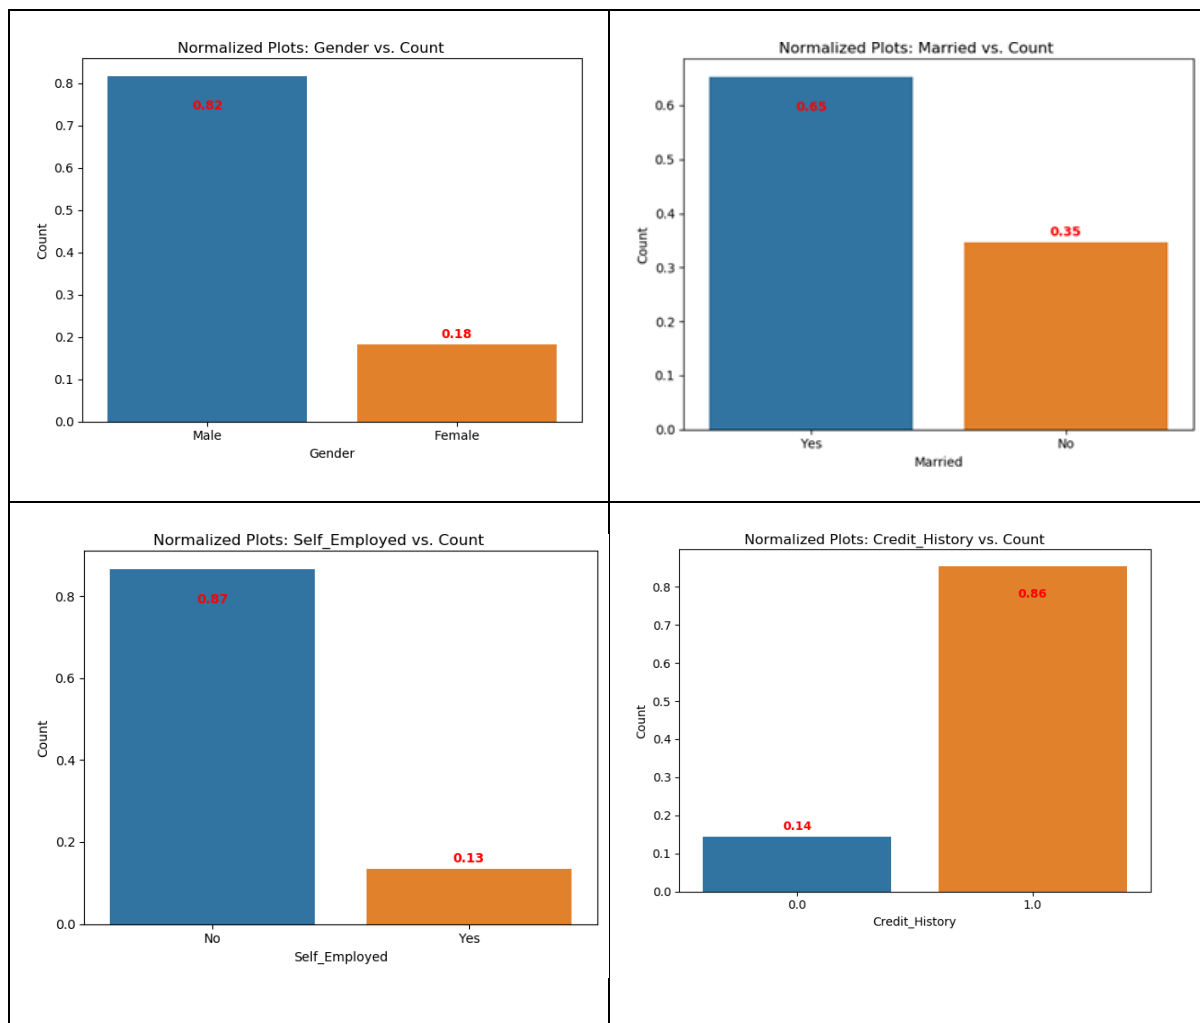 Normalized Plots: Gender vs. Count
0.8
0.7
0.6
0.5
0.4
0.3
0.2
0.1
0.0
Count
0.82
0.18
Male Female
Gender
Normalized Plots: Married vs. Count
0.6
0.5
0.4
0.3
0.2
0.1
0.0
Count
0.65
0.35
Yes No
Married
Normalized Plots: Self_Employed vs. Count
0.8
0.6
0.4
0.2
0.0
Count
0.87
0.13
No Yes
Self_Employed
Normalized Plots: Credit_History vs. Count
0.8
0.7
0.6
0.5
0.4
0.3
0.2
0.1
0.0
Count
0.86
0.14
0.0 1.0
Credit_History